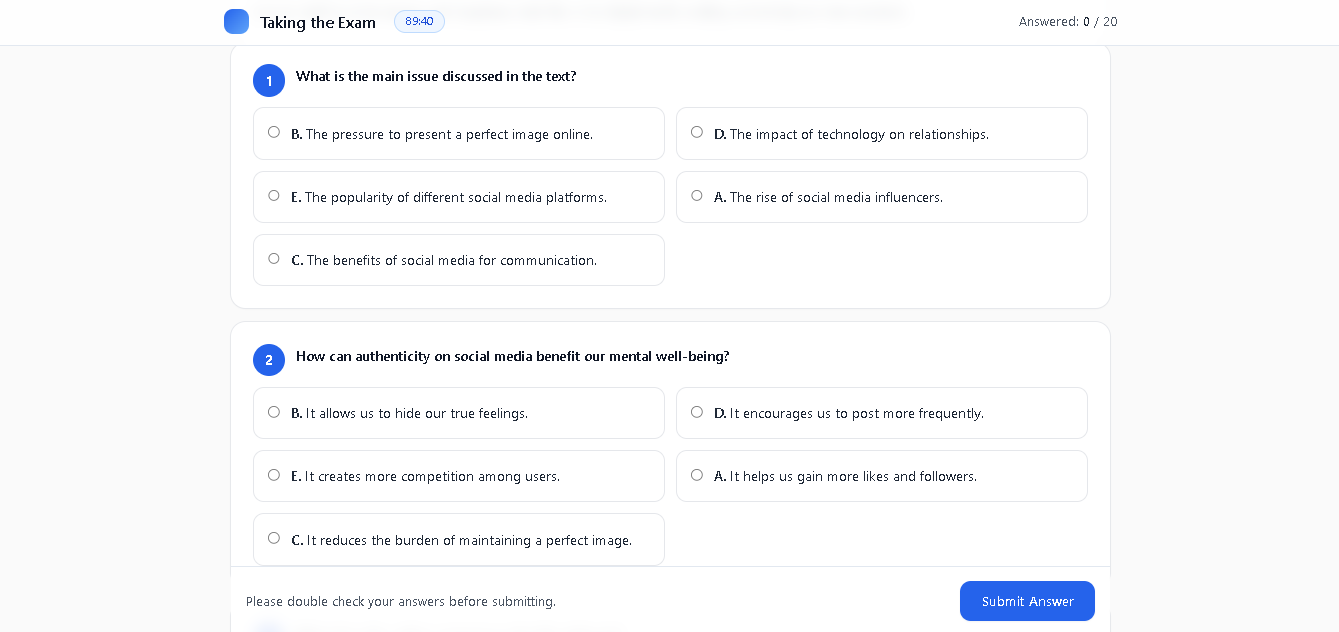 Taking the Exam
89:40
Answered: 0 / 20
1
What is the main issue discussed in the text?
B. The pressure to present a perfect image online.
D. The impact of technology on relationships.
E. The popularity of different social media platforms.
A. The rise of social media influencers.
C. The benefits of social media for communication.
2
How can authenticity on social media benefit our mental well-being?
B. It allows us to hide our true feelings.
D. It encourages us to post more frequently.
E. It creates more competition among users.
A. It helps us gain more likes and followers.
C. It reduces the burden of maintaining a perfect image.
Please double check your answers before submitting.
Submit Answer